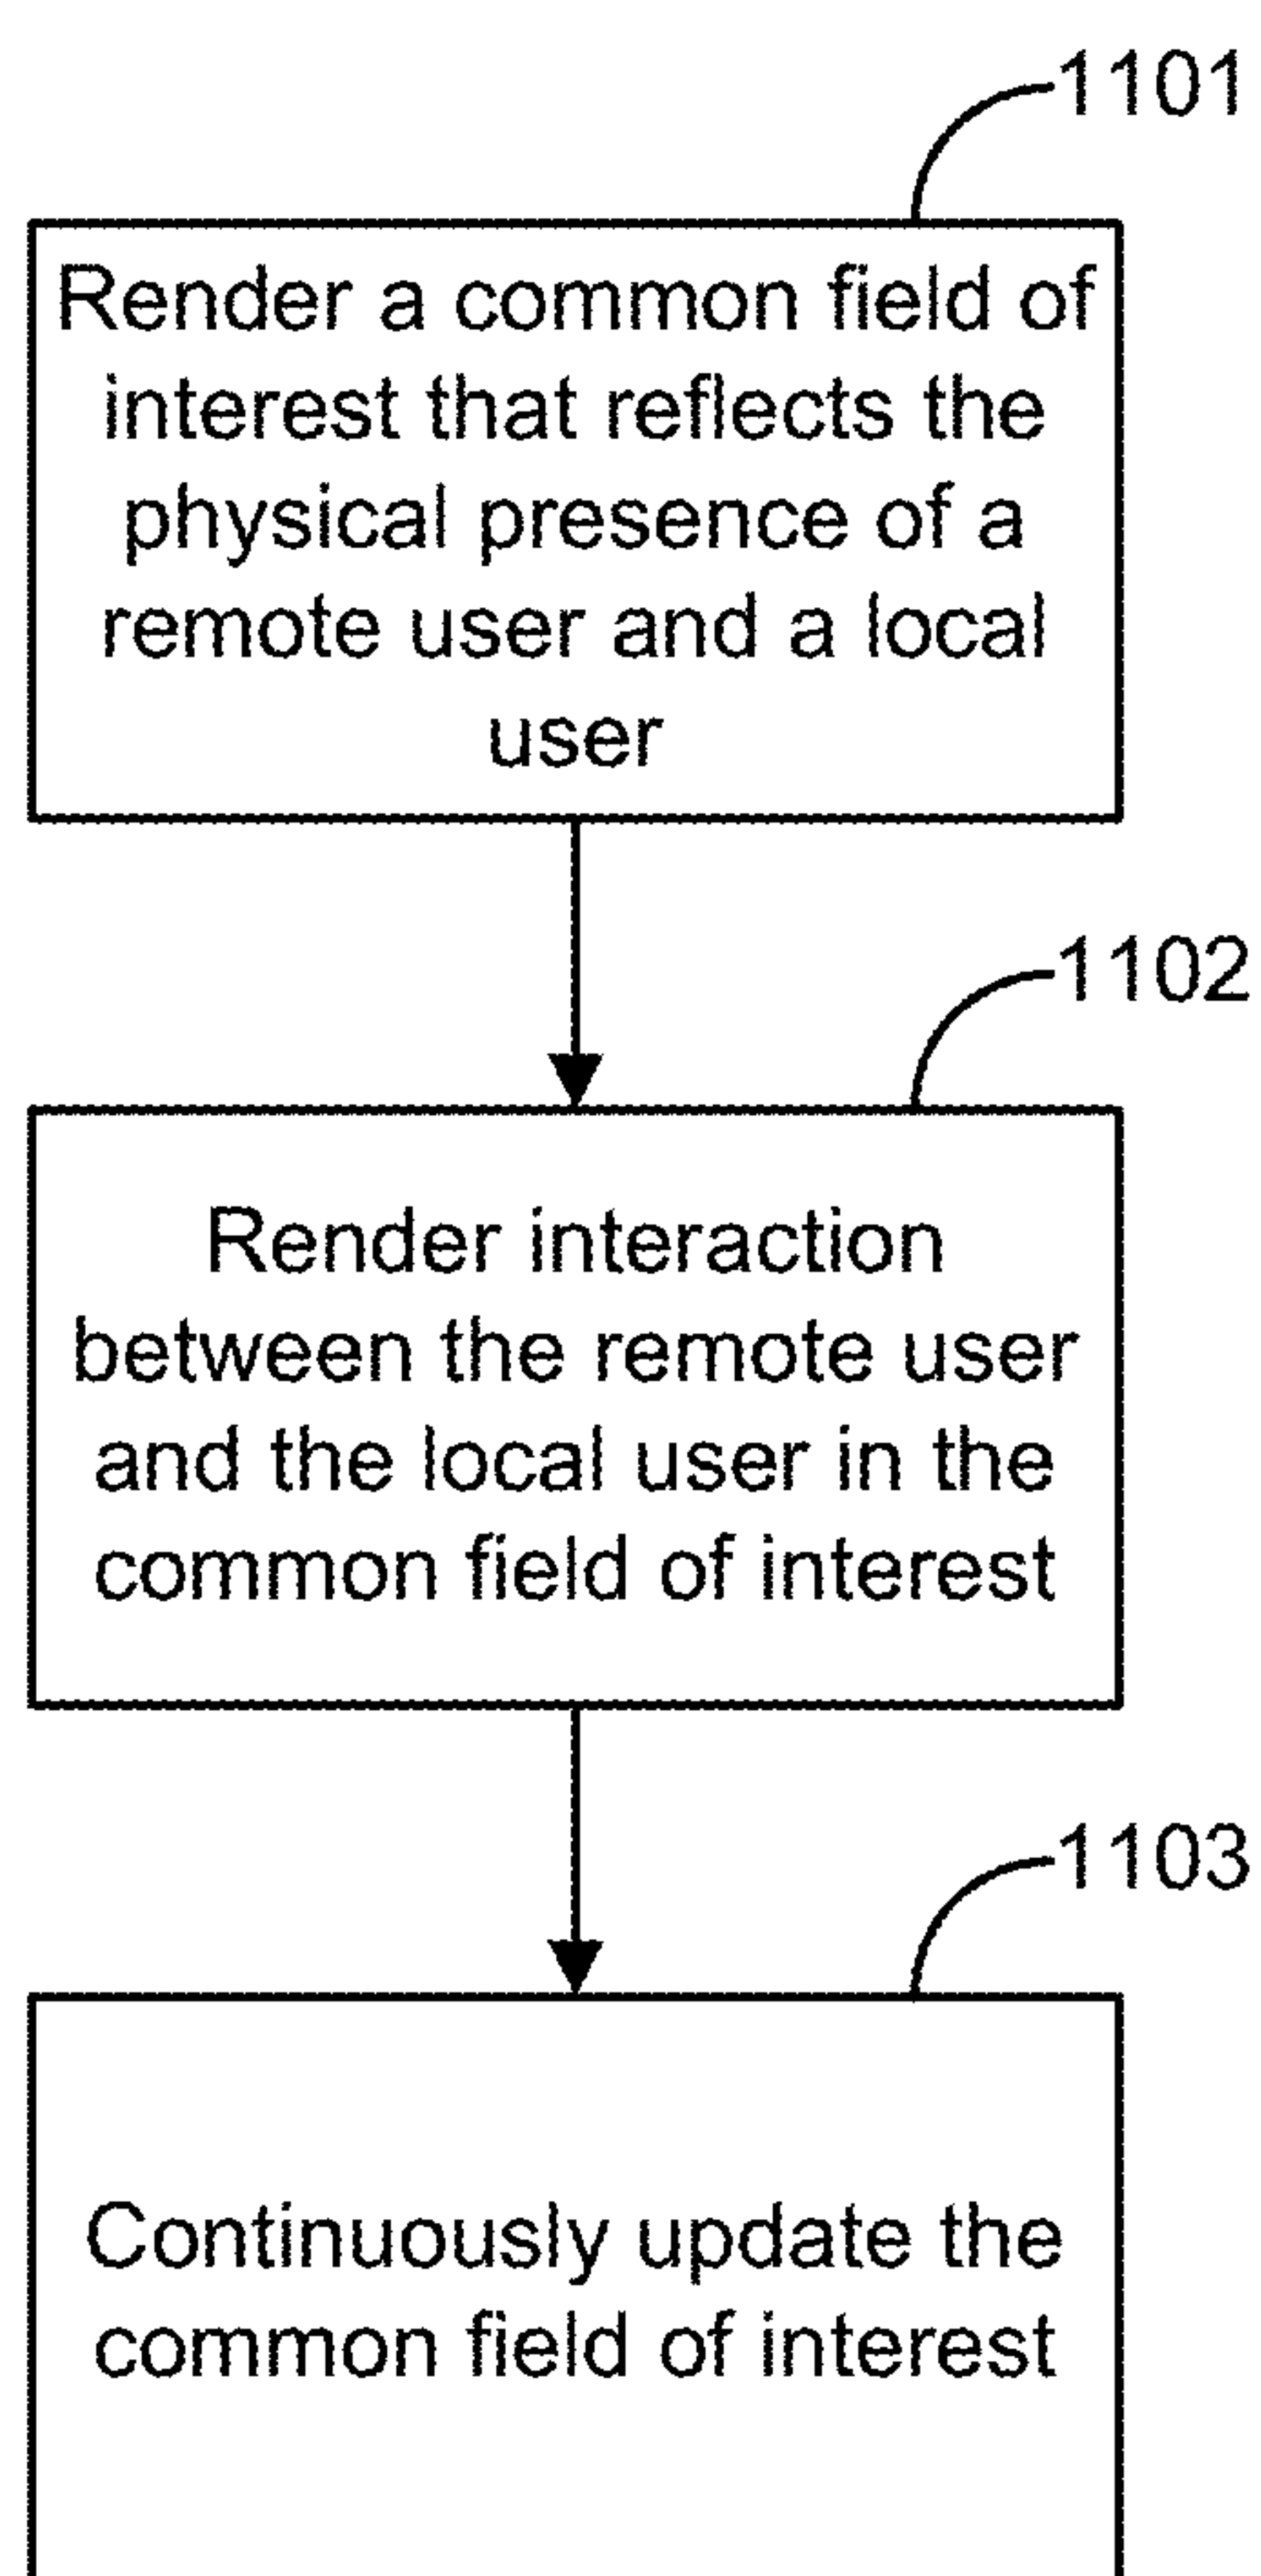 1101
Render a common field of
interest that reflects the
physical presence of a
remote user and a local
user
1102
Render interaction
between the remote user
and the local user in the
common field of interest
1103
Continuously update the
common field of interest